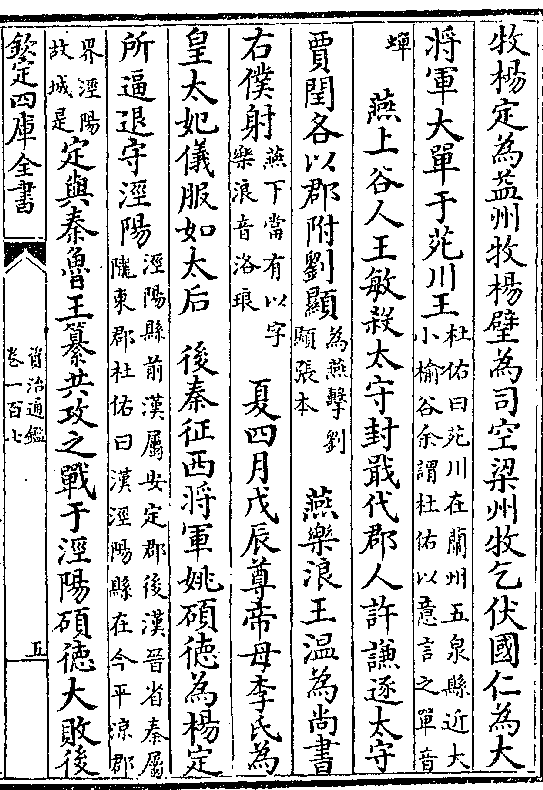 牧楊定為益州牧楊壁為司空梁州牧乞伏國仁為大
將軍大單于苑川王杜佑曰苑川在蘭州五泉縣近大
小榆谷余謂杜佑以意言之單音
蟬
燕上谷人王敏殺太守封戢代郡人許謙逐太守
賈閏各以郡附劉顯為燕擊劉
顯張本
燕樂浪王温為尚書
右僕射燕下當有以字
樂浪音洛琅
夏四月戊辰尊帝母李氏為
皇太妃儀服如太后 後秦征西將軍姚碩德為楊定
所逼退守涇陽涇陽縣前漢屬安定郡後漢晉省秦屬
隴東郡杜佑曰漢涇陽縣在今平涼郡
界涇陽
故城是
定與秦魯王纂共攻之戰于涇陽碩德大敗後
欽定四庫全書
資治通鑑
卷一百七
五